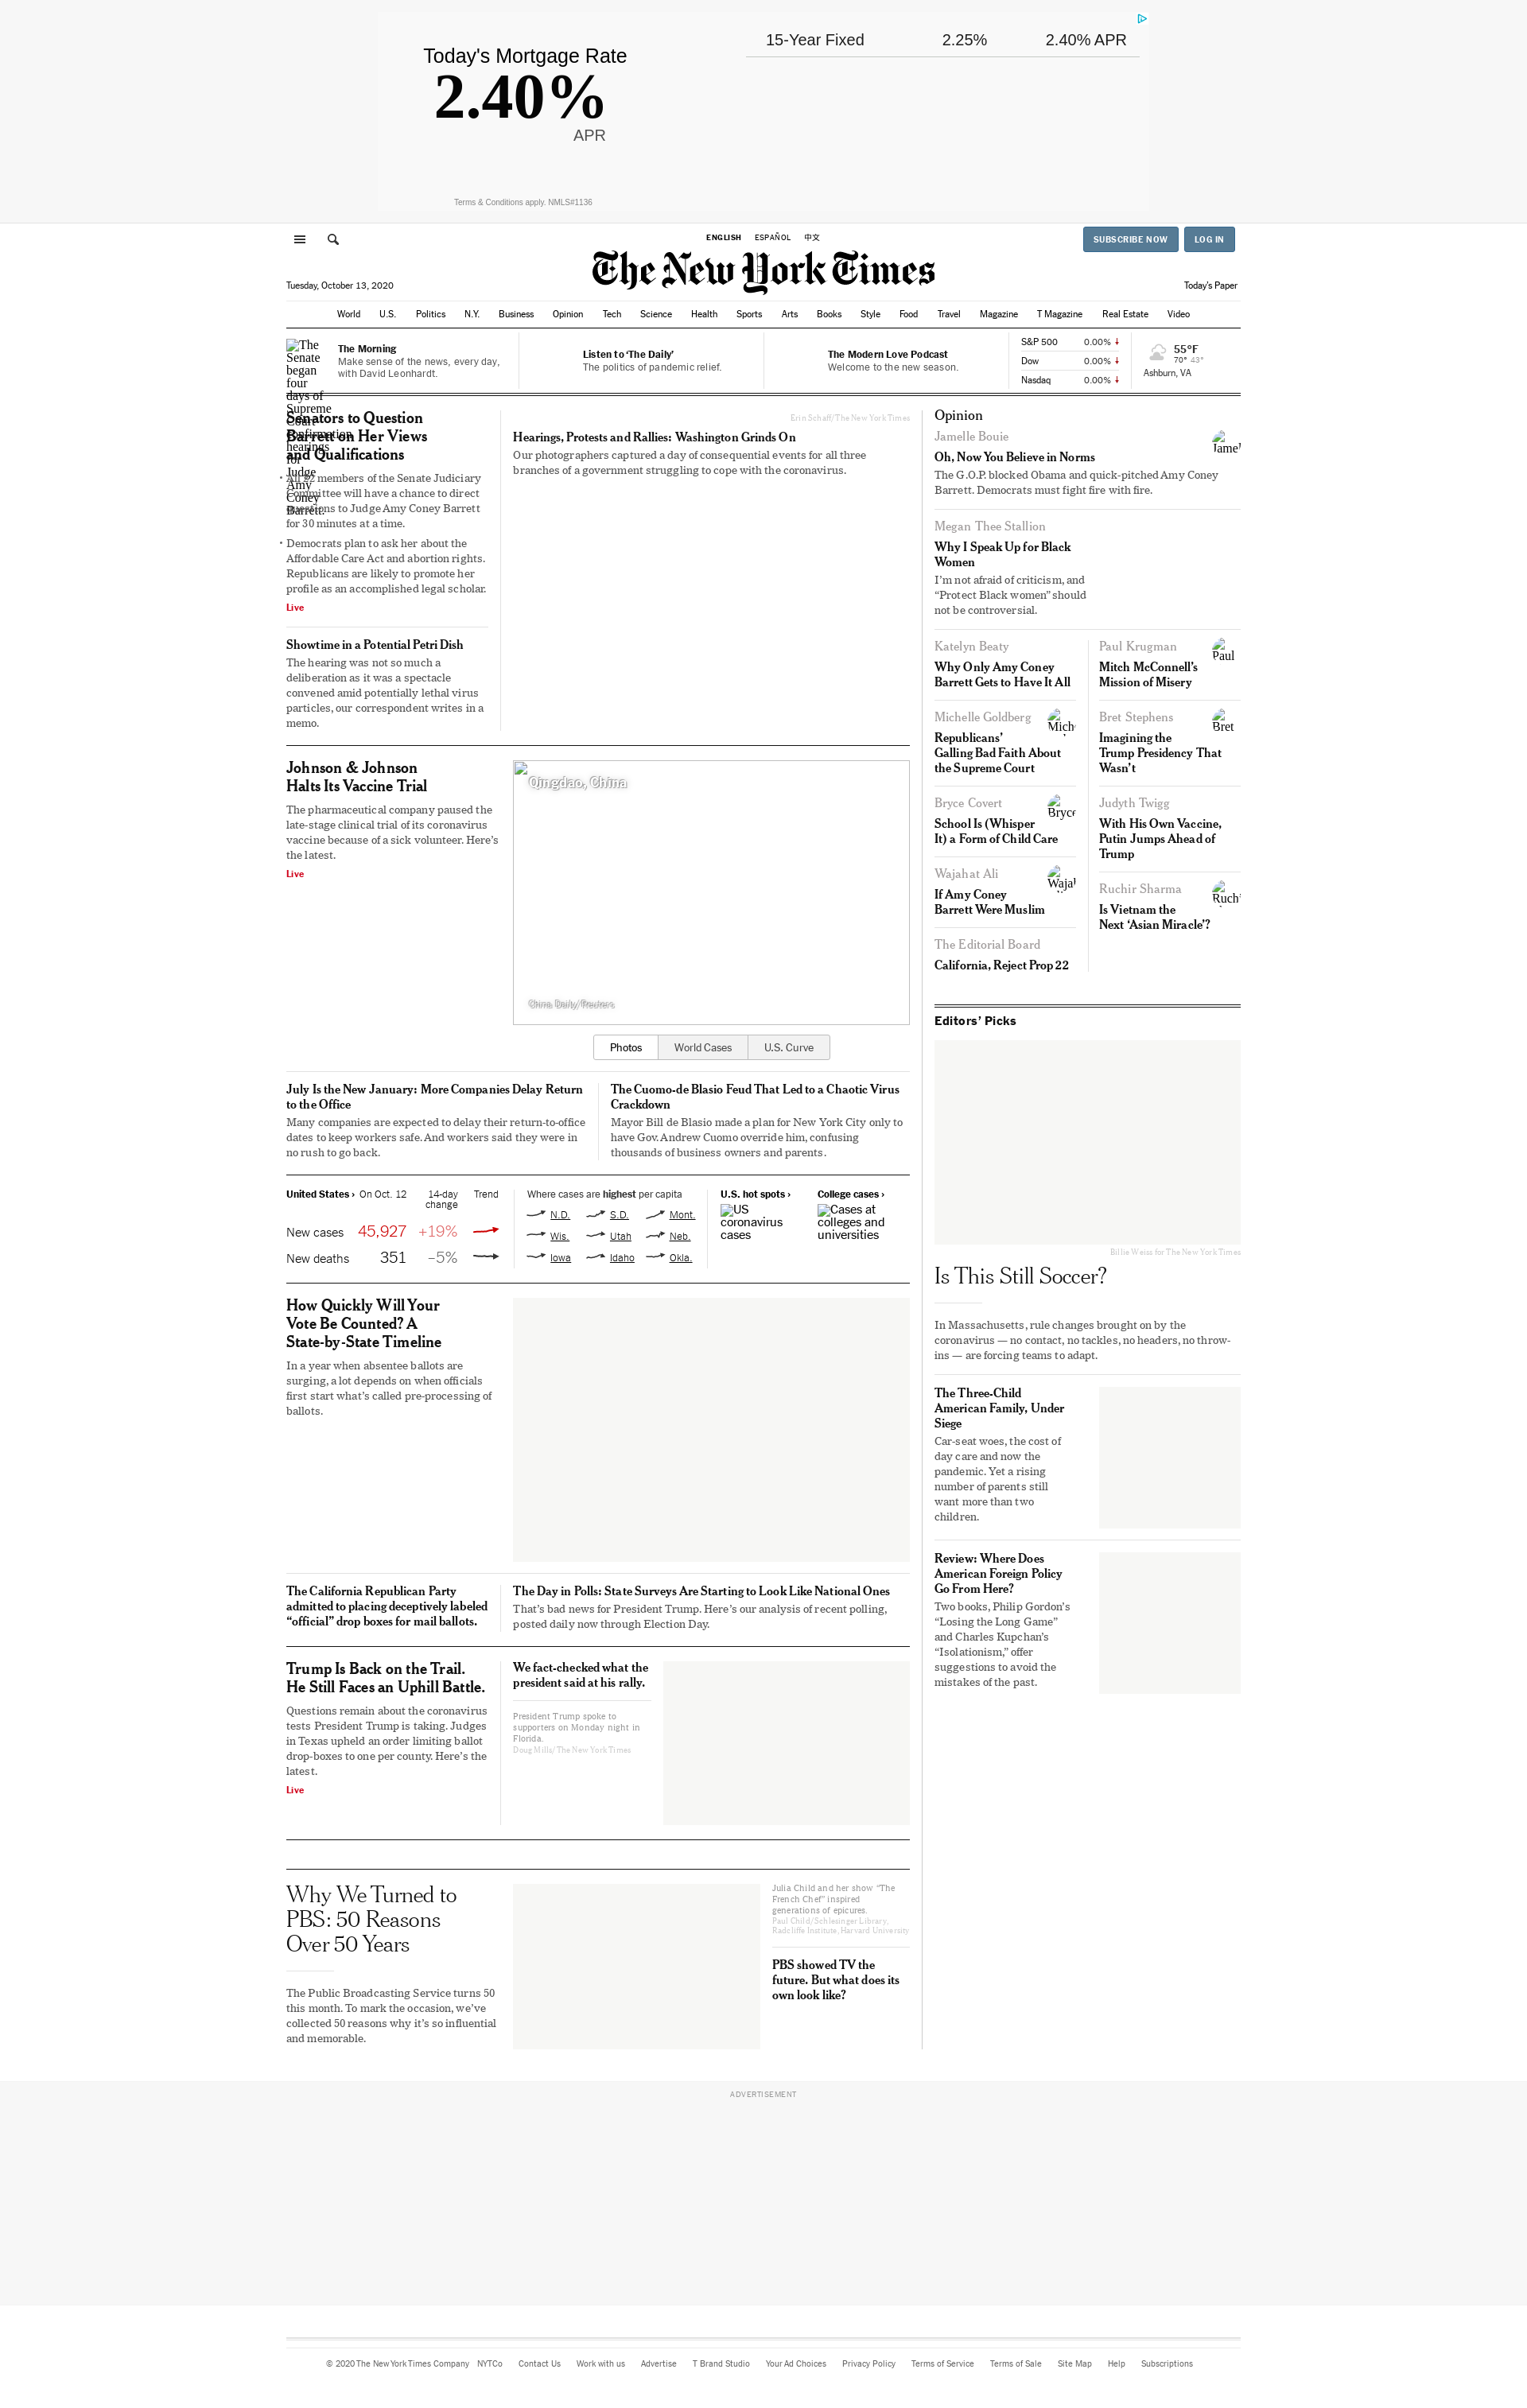 Today's Mortgage Rate
2.40%
APR
15-Year Fixed 2.25% 2.40% APR
Terms & Conditions apply. NMLS#1136
ENGLISH ESPAÑOL 中文
SUBSCRIBE NOW LOG IN
The New York Times
Tuesday, October 13, 2020
Today's Paper
World U.S. Politics N.Y. Business Opinion Tech Science Health Sports Arts Books Style Food Travel Magazine T Magazine Real Estate Video
The Morning
Make sense of the news, every day,
with David Leonhardt.
Listen to ‘The Daily’
The politics of pandemic relief.
The Modern Love Podcast
Welcome to the new season.
S&P 500 0.00%
Dow 0.00%
Nasdaq 0.00%
55°F
70° 43°
Ashburn, VA
The
Senate
began
four
days of
Supreme
Court
confirmation
hearings
for
Judge
Amy
Coney
Barrett.
Senators to Question
Barrett on Her Views
and Qualifications
All 22 members of the Senate Judiciary
Committee will have a chance to direct
questions to Judge Amy Coney Barrett
for 30 minutes at a time.
Democrats plan to ask her about the
Affordable Care Act and abortion rights.
Republicans are likely to promote her
profile as an accomplished legal scholar.
Live
Showtime in a Potential Petri Dish
The hearing was not so much a
deliberation as it was a spectacle
convened amid potentially lethal virus
particles, our correspondent writes in a
memo.
Erin Schaff/The New York Times
Hearings, Protests and Rallies: Washington Grinds On
Our photographers captured a day of consequential events for all three
branches of a government struggling to cope with the coronavirus.
Johnson & Johnson
Halts Its Vaccine Trial
The pharmaceutical company paused the
late-stage clinical trial of its coronavirus
vaccine because of a sick volunteer. Here’s
the latest.
Live
Qingdao, China
China Daily/Reuters
Photos World Cases U.S. Curve
July Is the New January: More Companies Delay Return
to the Office
Many companies are expected to delay their return-to-office
dates to keep workers safe. And workers said they were in
no rush to go back.
The Cuomo-de Blasio Feud That Led to a Chaotic Virus
Crackdown
Mayor Bill de Blasio made a plan for New York City only to
have Gov. Andrew Cuomo override him, confusing
thousands of business owners and parents.
United States › On Oct. 12 14-day
change Trend
New cases 45,927 +19%
New deaths 351 –5%
Where cases are highest per capita
N.D. S.D. Mont.
Wis. Utah Neb.
Iowa Idaho Okla.
U.S. hot spots ›
US
coronavirus
cases
College cases ›
Cases at
colleges and
universities
How Quickly Will Your
Vote Be Counted? A
State-by-State Timeline
In a year when absentee ballots are
surging, a lot depends on when officials
first start what’s called pre-processing of
ballots.
The California Republican Party
admitted to placing deceptively labeled
“official” drop boxes for mail ballots.
The Day in Polls: State Surveys Are Starting to Look Like National Ones
That’s bad news for President Trump. Here’s our analysis of recent polling,
posted daily now through Election Day.
Trump Is Back on the Trail.
He Still Faces an Uphill Battle.
Questions remain about the coronavirus
tests President Trump is taking. Judges
in Texas upheld an order limiting ballot
drop-boxes to one per county. Here’s the
latest.
Live
We fact-checked what the
president said at his rally.
President Trump spoke to
supporters on Monday night in
Florida.
Doug Mills/The New York Times
Why We Turned to
PBS: 50 Reasons
Over 50 Years
The Public Broadcasting Service turns 50
this month. To mark the occasion, we’ve
collected 50 reasons why it’s so influential
and memorable.
Julia Child and her show “The
French Chef” inspired
generations of epicures.
Paul Child/Schlesinger Library,
Radcliffe Institute, Harvard University
PBS showed TV the
future. But what does its
own look like?
Opinion
Jamelle Bouie
Oh, Now You Believe in Norms
The G.O.P. blocked Obama and quick-pitched Amy Coney
Barrett. Democrats must fight fire with fire.
Megan Thee Stallion
Why I Speak Up for Black
Women
I’m not afraid of criticism, and
“Protect Black women” should
not be controversial.
Katelyn Beaty
Why Only Amy Coney
Barrett Gets to Have It All
Michelle Goldberg
Republicans’
Galling Bad Faith About
the Supreme Court
Bryce Covert
Bryce
School Is (Whisper
It) a Form of Child Care
Wajahat Ali
If Amy Coney
Barrett Were Muslim
The Editorial Board
California, Reject Prop 22
Paul Krugman
Paul
Mitch McConnell’s
Mission of Misery
Bret Stephens
Bret
Imagining the
Trump Presidency That
Wasn’t
Judyth Twigg
With His Own Vaccine,
Putin Jumps Ahead of
Trump
Ruchir Sharma
Is Vietnam the
Next ‘Asian Miracle’?
Editors’ Picks
Billie Weiss for The New York Times
Is This Still Soccer?
In Massachusetts, rule changes brought on by the
coronavirus — no contact, no tackles, no headers, no throw-
ins — are forcing teams to adapt.
The Three-Child
American Family, Under
Siege
Car-seat woes, the cost of
day care and now the
pandemic. Yet a rising
number of parents still
want more than two
children.
Review: Where Does
American Foreign Policy
Go From Here?
Two books, Philip Gordon’s
“Losing the Long Game”
and Charles Kupchan’s
“Isolationism,” offer
suggestions to avoid the
mistakes of the past.
ADVERTISEMENT
© 2020 The New York Times Company NYTCo Contact Us Work with us Advertise T Brand Studio Your Ad Choices Privacy Policy Terms of Service Terms of Sale Site Map Help Subscriptions